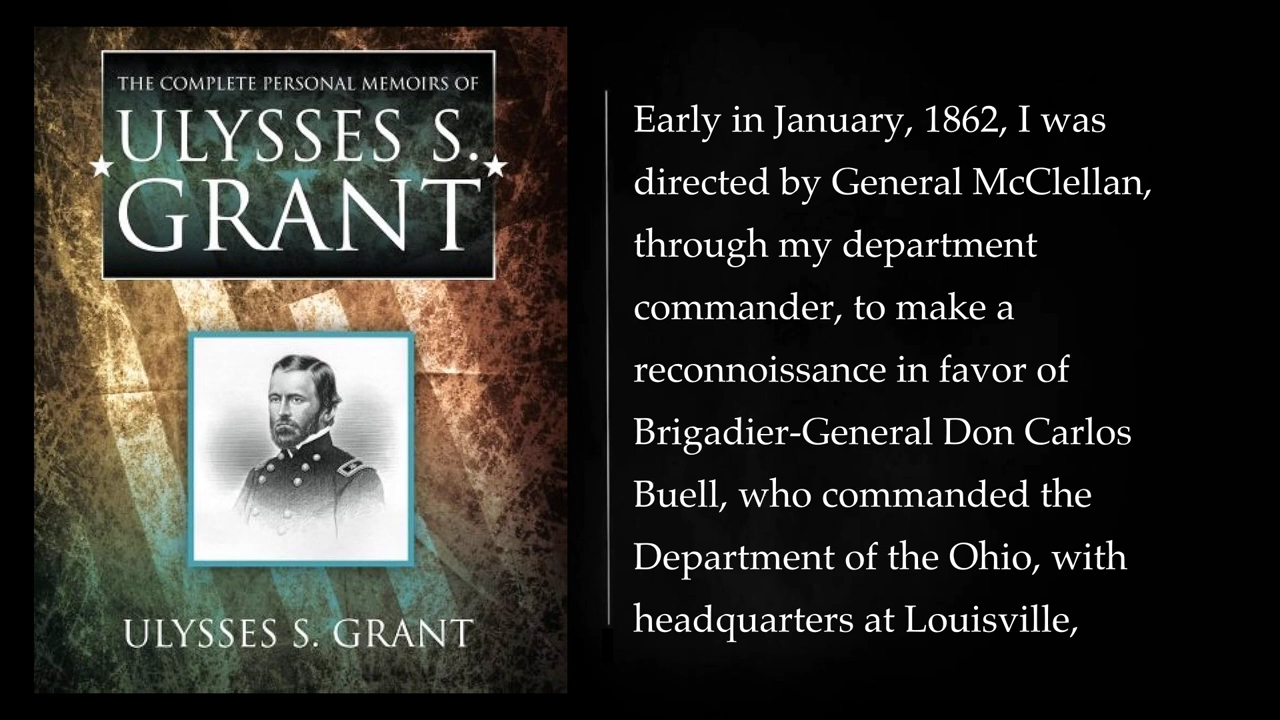 THE COMPLETE PERSONAL MEMOIRS OF
ULYSSES S.
GRANT
ULYSSES S. GRANT
Early in January, 1862, I was
directed by General McClellan,
through my department
commander, to make a
reconnoissance in favor of
Brigadier-General Don Carlos
Buell, who commanded the
Department of the Ohio, with
headquarters at Louisville,